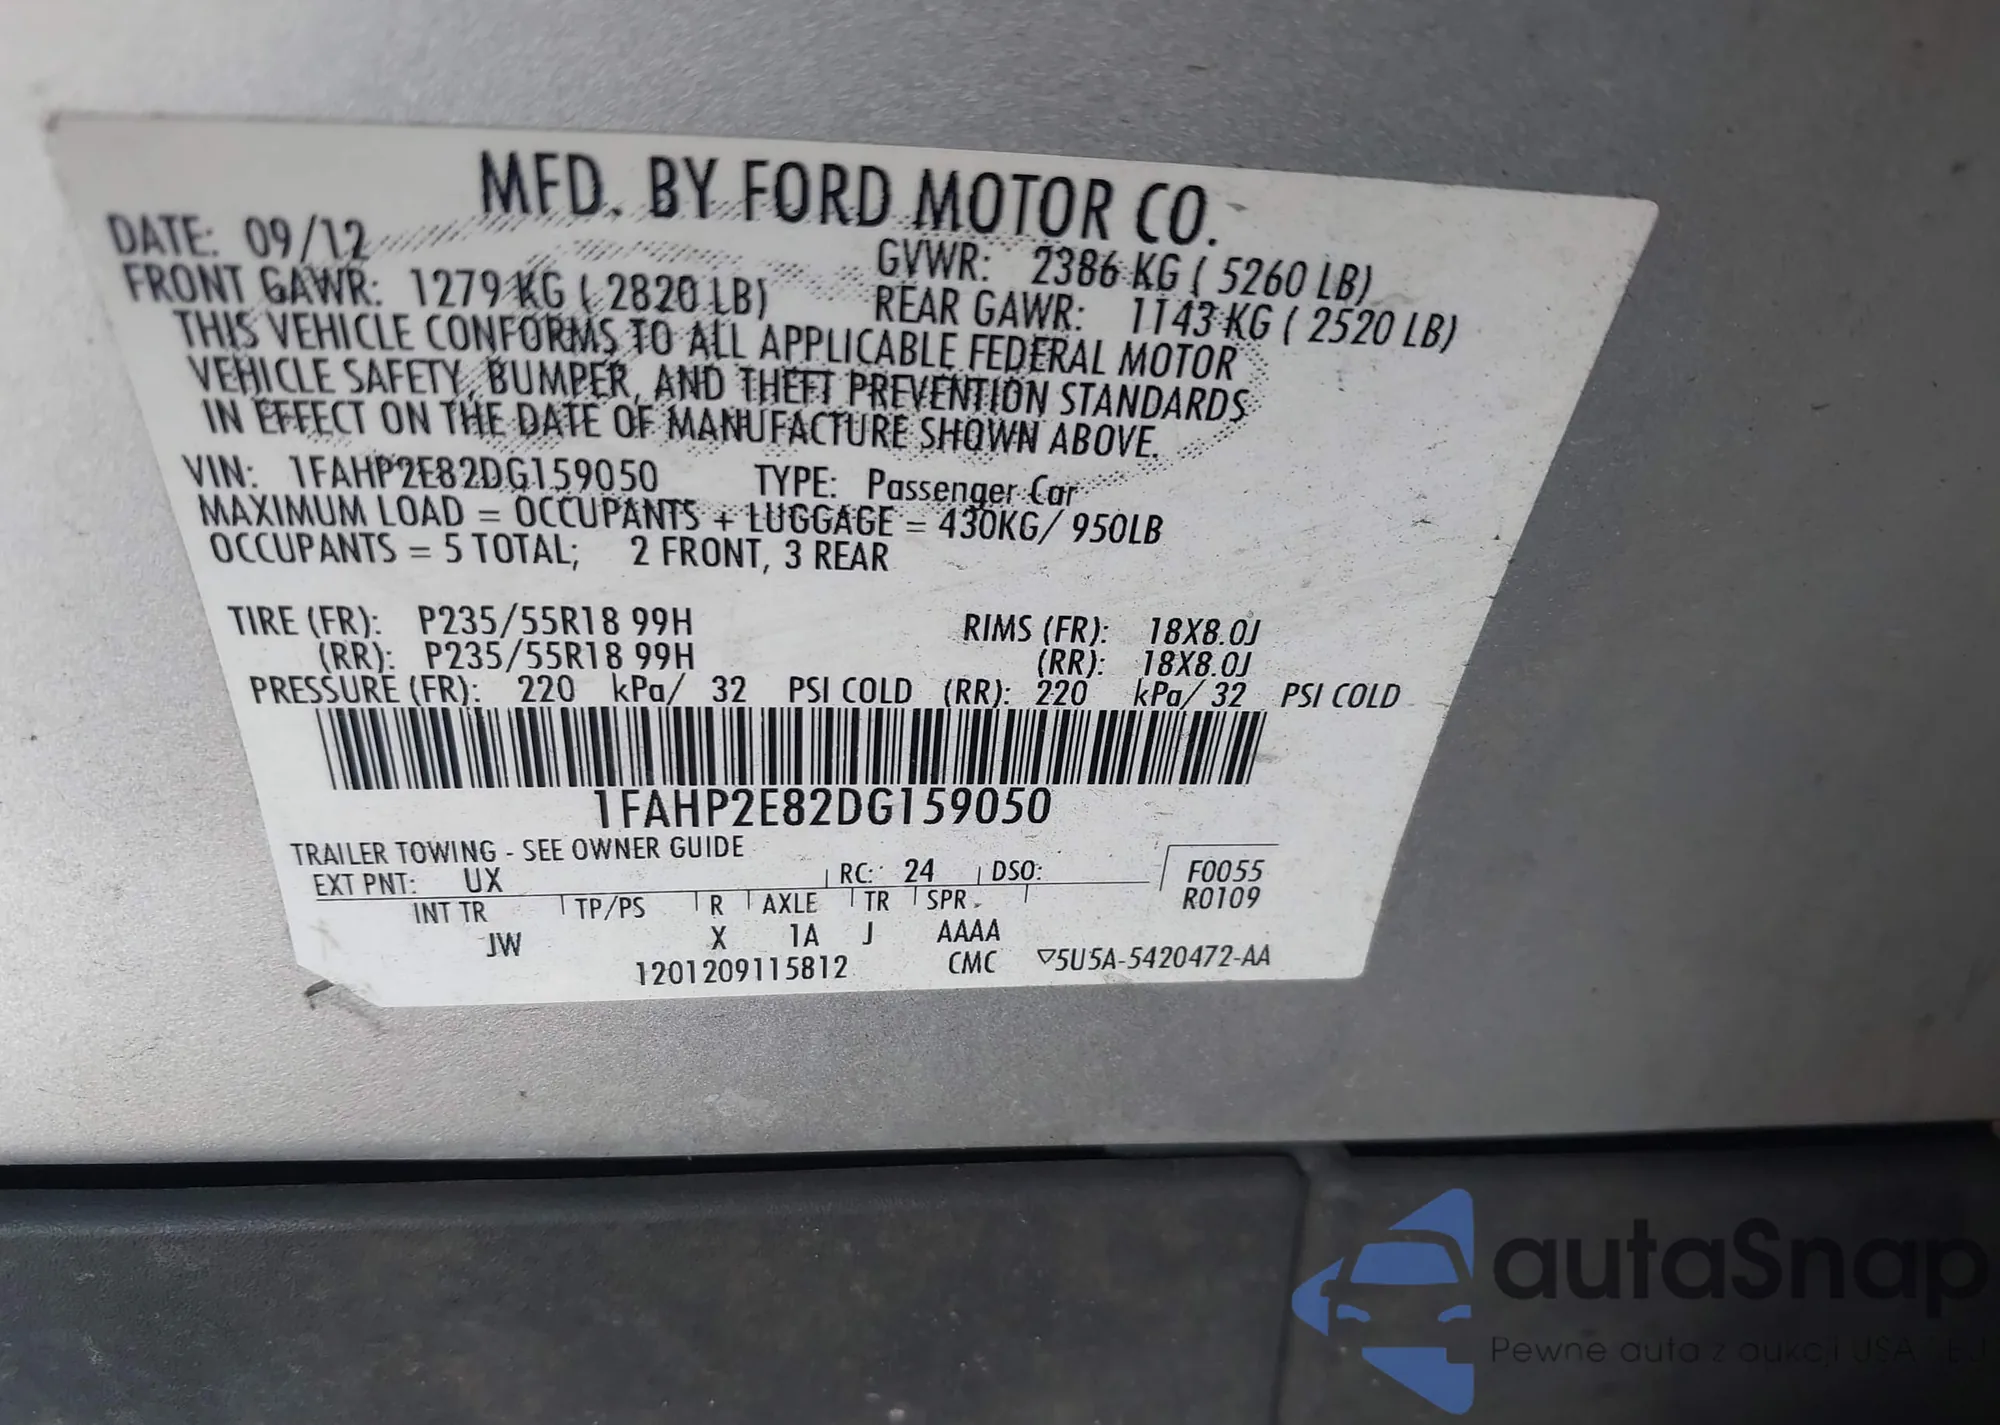 MFD. BY FORD MOTOR CO.
DATE: 09/12 GVWR: 2386 KG ( 5260 LB)
FRONT GAWR: 1279 KG ( 2820 LB) REAR GAWR: 1143 KG ( 2520 LB)
THIS VEHICLE CONFORMS TO ALL APPLICABLE FEDERAL MOTOR
VEHICLE SAFETY, BUMPER, AND THEFT PREVENTION STANDARDS
IN EFFECT ON THE DATE OF MANUFACTURE SHOWN ABOVE.
VIN: 1FAHP2E82DG159050 TYPE: Passenger Car
MAXIMUM LOAD = OCCUPANTS + LUGGAGE = 430KG/ 950LB
OCCUPANTS = 5 TOTAL; 2 FRONT, 3 REAR
TIRE (FR): P235/55R18 99H RIMS (FR): 18X8.0J
(RR): P235/55R18 99H (RR): 18X8.0J
PRESSURE (FR): 220 kPa/ 32 PSI COLD (RR): 220 kPa/ 32 PSI COLD
1FAHP2E82DG159050
TRAILER TOWING - SEE OWNER GUIDE
EXT PNT: UX RC: 24 DSO: F0055
R0109
INT TR TP/PS R AXLE TR SPR
JW X 1A J AAAA
1201209115812 CMC ▽5U5A-5420472-AA
autaSnap
Pewne auta z aukcji USA